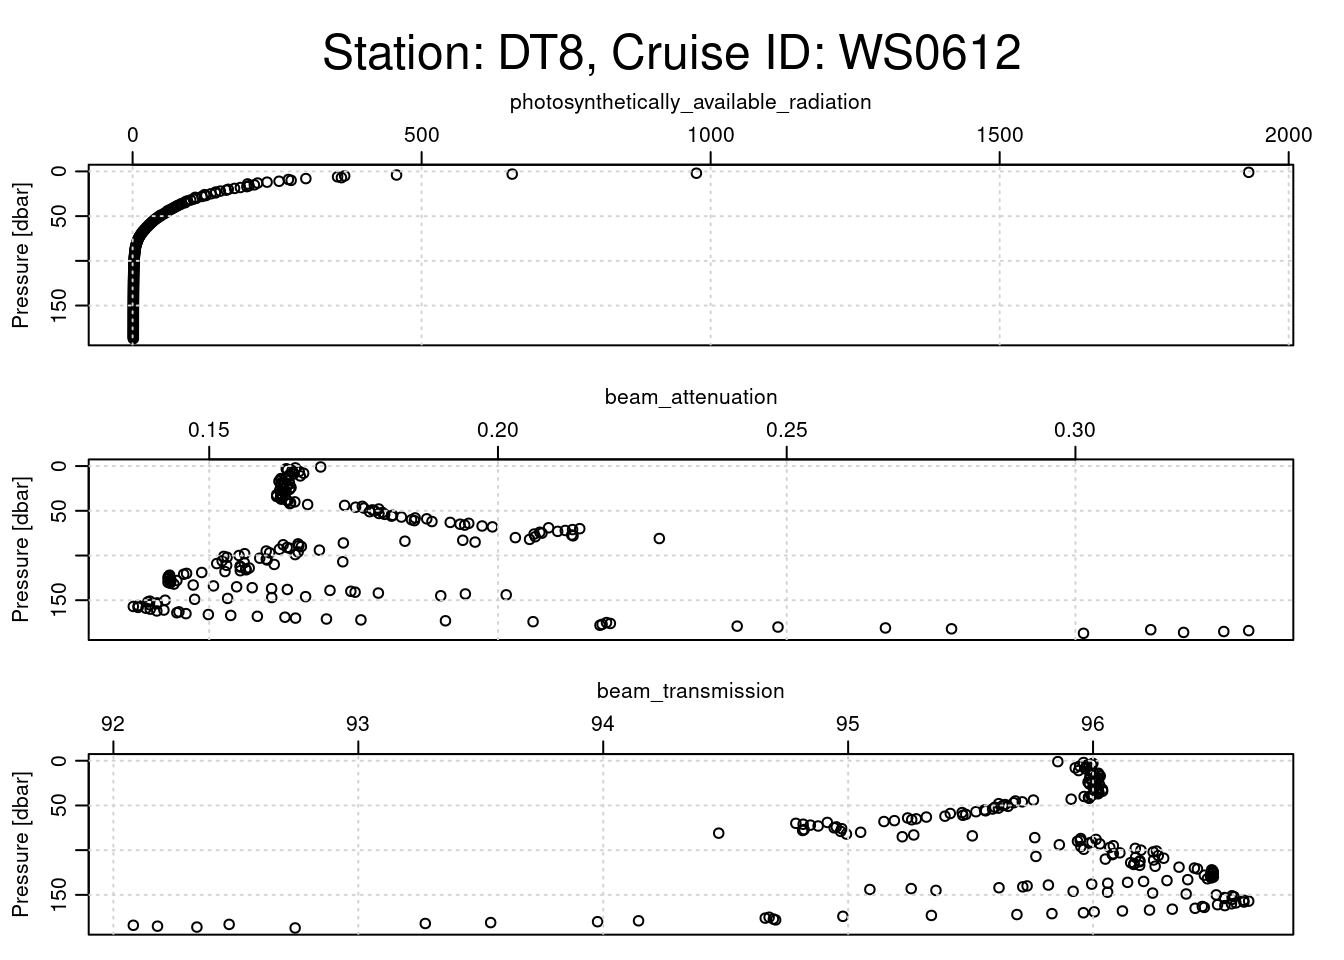 Station: DT8, Cruise ID: WS0612
photosynthetically_available_radiation
0 500 1000 1500 2000
Pressure [dbar]
0
50
150
beam_attenuation
0.15 0.20 0.25 0.30
Pressure [dbar]
0
50
150
beam_transmission
92 93 94 95 96
Pressure [dbar]
0
50
150